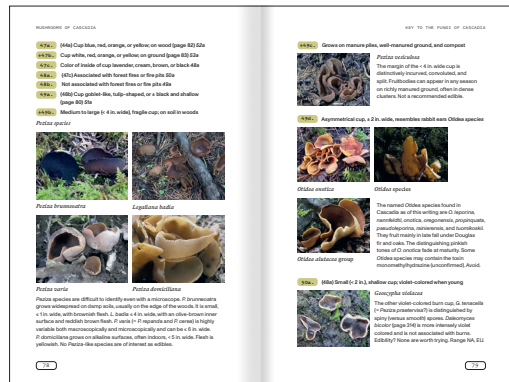 MUSHROOMS OF CASCADIA
47a. (44a) Cup blue, red, orange, or yellow; on wood (page 82) 52a
++47b. Cup white, red, orange, or yellow; on ground (page 83) 52a
47c. Color of inside of cup lavender, cream, brown, or black 48a
48a. (47c) Associated with forest fires or fire pits 50a
48b. Not associated with forest fires or fire pits 49a
49a. (48b) Cup goblet-like, tulip-shaped, or ± black and shallow
(page 80) 51a
++49b. Medium to large (< 4 in. wide), fragile cup; on soil in woods
Peziza species
Peziza brunneoatra
Legaliana badia
Peziza varia
Peziza domiciliana
Peziza species are difficult to identify even with a microscope. P. brunneoatra
grows widespread on damp soils, usually on the edge of the woods. It is small,
≤ 1 in. wide, with brownish flesh. L. badia < 4 in. wide, with an olive-brown inner
surface and reddish brown flesh. P. varia (= P. repanda and P. cerea) is highly
variable both macroscopically and microscopically and can be ≤ 6 in. wide.
P. domiciliana grows on alkaline surfaces, often indoors, < 5 in. wide. Flesh is
yellowish. No Peziza-like species are of interest as edibles.
78
KEY TO THE FUNGI OF CASCADIA
++49c. Grows on manure piles, well-manured ground, and compost
Peziza vesiculosa
The margin of the < 4 in. wide cup is
distinctively incurved, convoluted, and
split. Fruitbodies can appear in any season
on richly manured ground, often in dense
clusters. Not a recommended edible.
49d. Asymmetrical cup, ± 2 in. wide, resembles rabbit ears Otidea species
Otidea onotica
Otidea species
Otidea alutacea group
The named Otidea species found in
Cascadia as of this writing are O. leporina,
nannfeldtii, onotica, oregonensis, propinquata,
pseudoleporina, rainierensis, and tuomikoskii.
They fruit mainly in late fall under Douglas
fir and oaks. The distinguishing pinkish
tones of O. onotica fade at maturity. Some
Otidea species may contain the toxin
monomethylhydrazine (unconfirmed). Avoid.
50a. (48a) Small (< 2 in.), shallow cup; violet-colored when young
Geoscypha violacea
The other violet-colored burn cup, G. tenacella
(= Peziza praetervisa?) is distinguished by
spiny (versus smooth) spores. Daleomyces
bicolor (page 314) is more intensely violet
colored and is not associated with burns.
Edibility? None are worth trying. Range NA, EU.
79